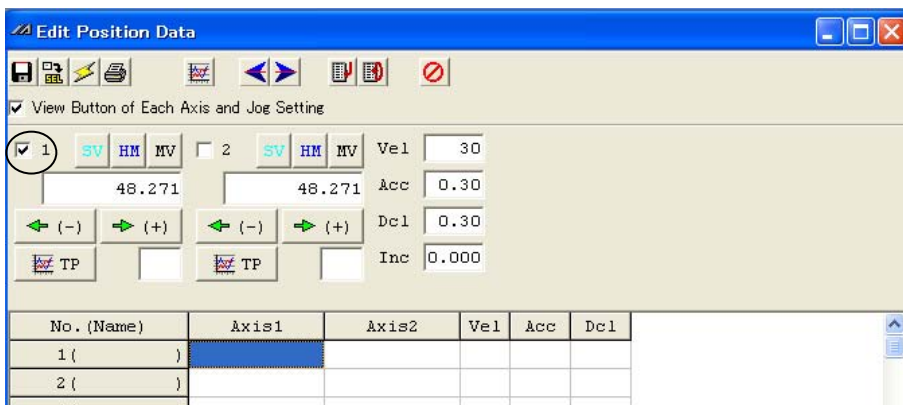 Edit Position Data
SEL
View Button of Each Axis and Jog Setting
1 SV HM MV 2 SV HM MV Vel 30
48.271 48.271 Acc 0.30
(-) (+) (-) (+) Dcl 0.30
TP TP Inc 0.000
No.(Name) Axis1 Axis2 Vel Acc Dcl
1( )
2( )